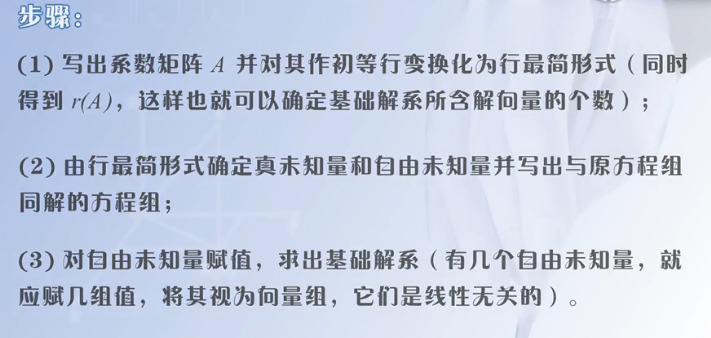 步骤：
(1) 写出系数矩阵 A 并对其作初等行变换化为行最简形式（同时
得到 r(A)，这样也就可以确定基础解系所含解向量的个数）；
(2) 由行最简形式确定真未知量和自由未知量并写出与原方程组
同解的方程组；
(3) 对自由未知量赋值，求出基础解系（有几个自由未知量，就
应赋几组值，将其视为向量组，它们是线性无关的）。